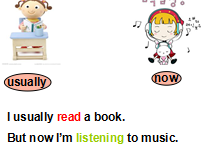 usually
now
I usually read a book.
But now I'm listening to music.